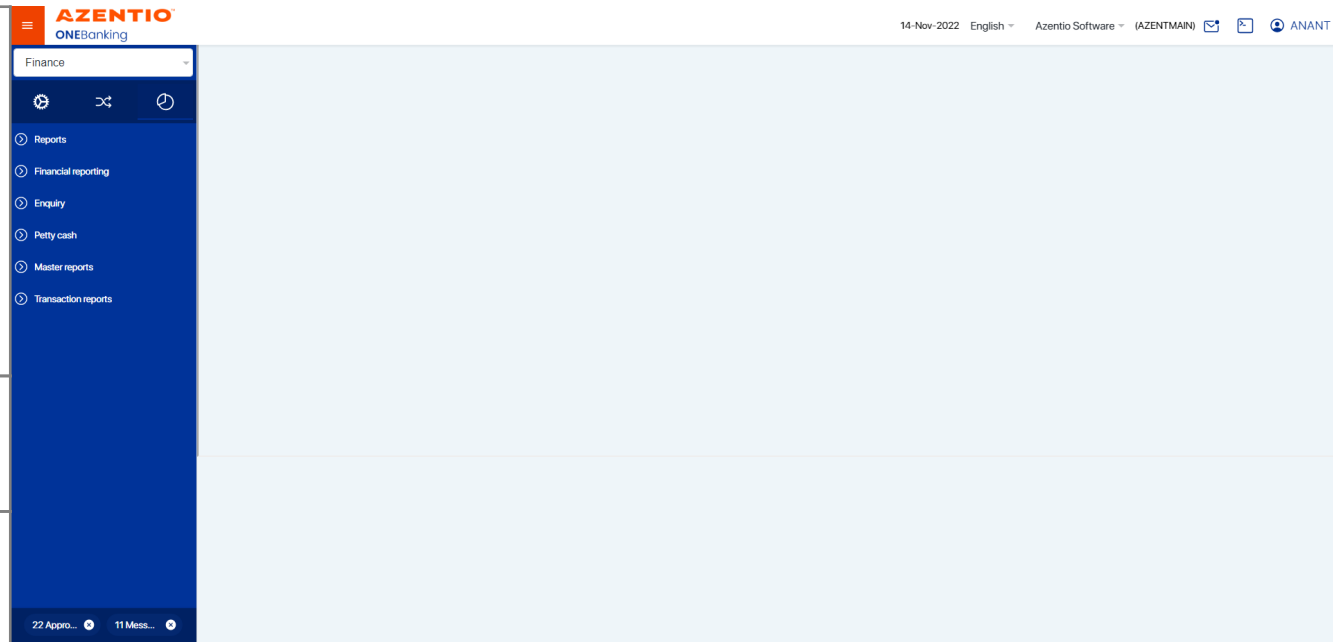 AZENTIO™
ONEBanking
14-Nov-2022 English Azentio Software (AZENTMAIN) ANANT
Finance
Reports
Financial reporting
Enquiry
Petty cash
Master reports
Transaction reports
22 Appro... 11 Mess...